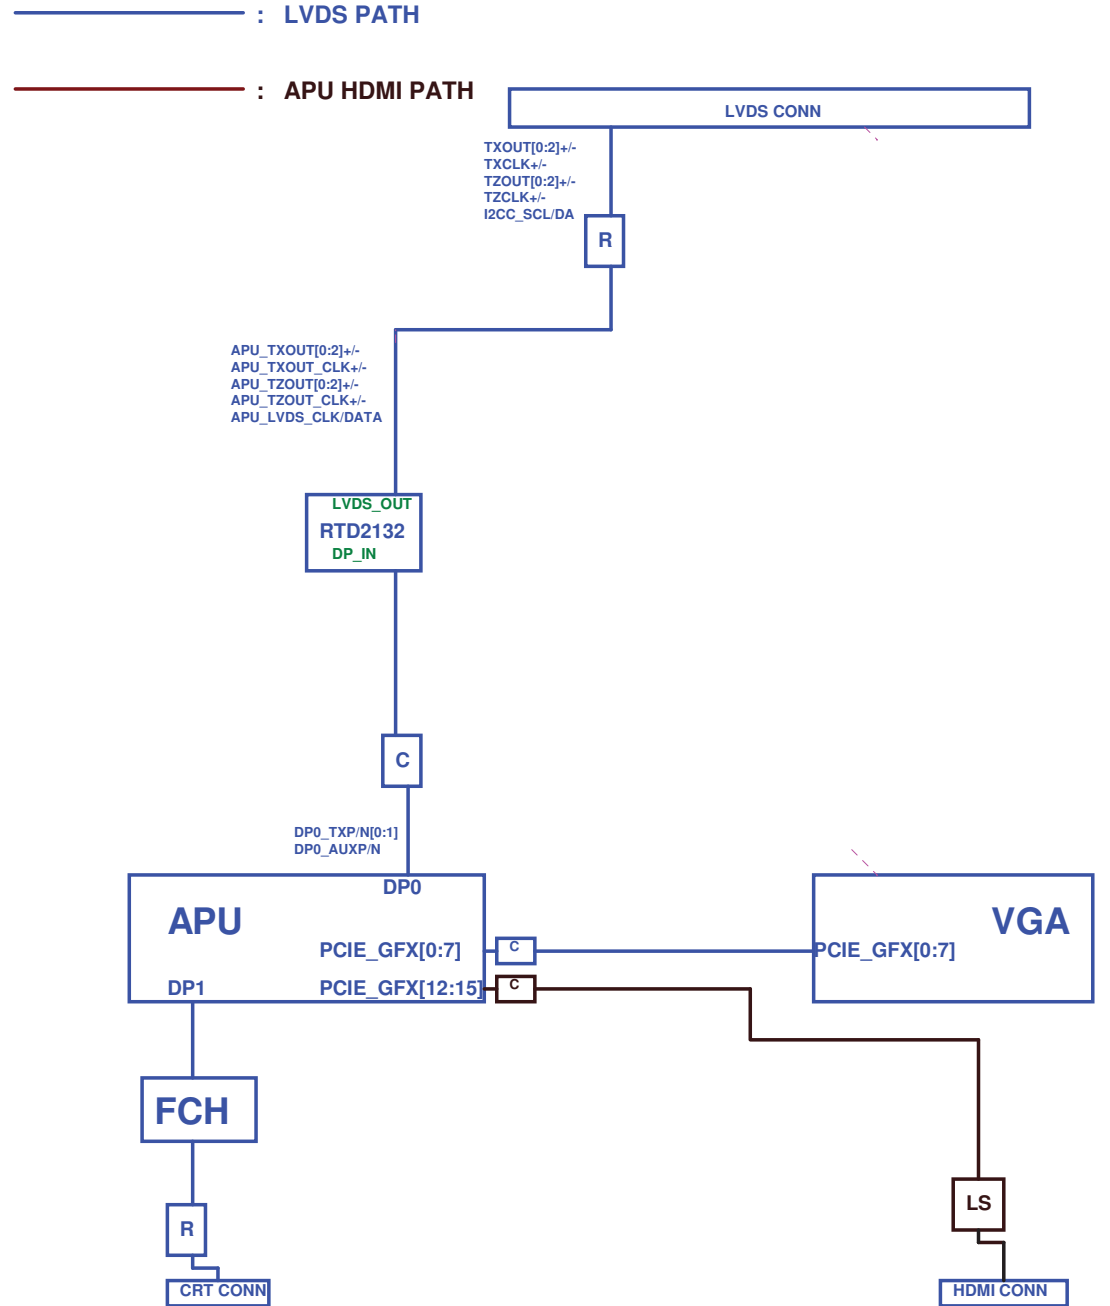 : LVDS PATH
: APU HDMI PATH
LVDS CONN
TXOUT[0:2]+/-
TXCLK+/-
TZOUT[0:2]+/-
TZCLK+/-
I2CC_SCL/DA
R
APU_TXOUT[0:2]+/-
APU_TXOUT_CLK+/-
APU_TZOUT[0:2]+/-
APU_TZOUT_CLK+/-
APU_LVDS_CLK/DATA
LVDS_OUT
RTD2132
DP_IN
C
DP0_TXP/N[0:1]
DP0_AUXP/N
DP0
APU
VGA
PCIE_GFX[0:7]
C
PCIE_GFX[0:7]
DP1
PCIE_GFX[12:15]
C
FCH
LS
R
CRT CONN
HDMI CONN